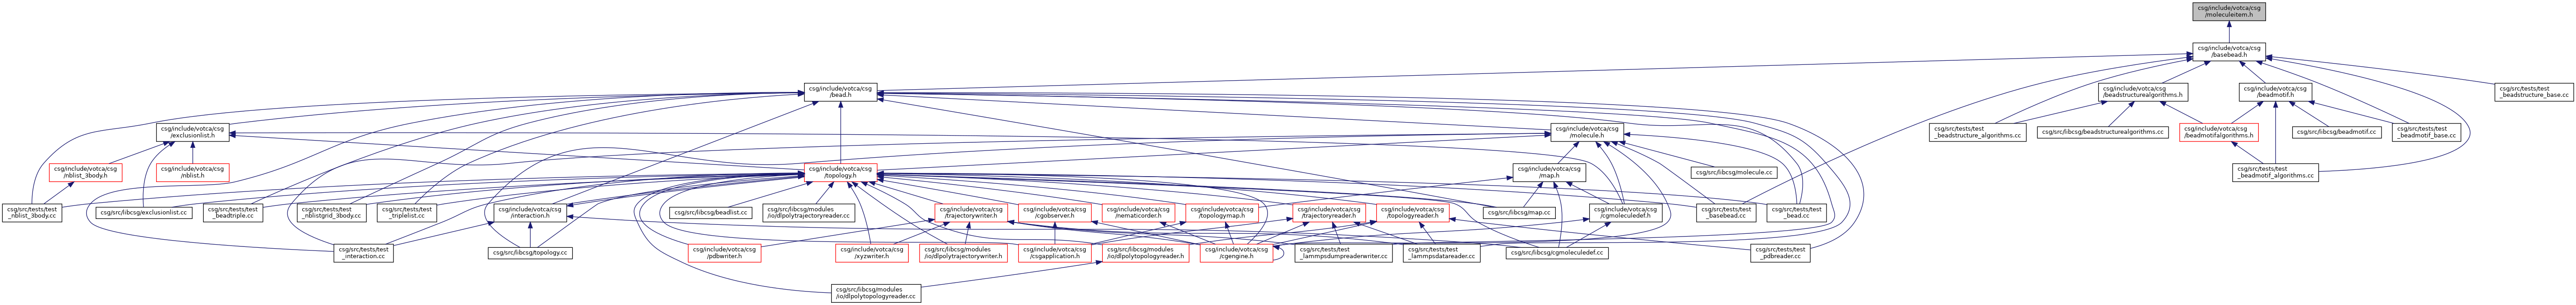 csg/include/votca/csg
/moleculeitem.h
csg/include/votca/csg
/basebead.h
csg/include/votca/csg
/bead.h
csg/include/votca/csg
/beadstructurealgorithms.h
csg/include/votca/csg
/beadmotif.h
csg/src/tests/test
_beadstructure_base.cc
csg/include/votca/csg
/exclusionlist.h
csg/include/votca/csg
/molecule.h
csg/src/tests/test
_beadstructure_algorithms.cc
csg/src/libcsg/beadstructurealgorithms.cc
csg/include/votca/csg
/beadmotifalgorithms.h
csg/src/libcsg/beadmotif.cc
csg/src/tests/test
_beadmotif_base.cc
csg/include/votca/csg
/nblist_3body.h
csg/include/votca/csg
/nblist.h
csg/include/votca/csg
/topology.h
csg/include/votca/csg
/map.h
csg/src/libcsg/molecule.cc
csg/src/tests/test
_beadmotif_algorithms.cc
csg/src/tests/test
_nblist_3body.cc
csg/src/libcsg/exclusionlist.cc
csg/src/tests/test
_beadtriple.cc
csg/src/tests/test
_nblistgrid_3body.cc
csg/src/tests/test
_triplelist.cc
csg/include/votca/csg
/interaction.h
csg/src/libcsg/beadlist.cc
csg/src/libcsg/modules
/io/dlpolytrajectoryreader.cc
csg/include/votca/csg
/trajectorywriter.h
csg/include/votca/csg
/cgobserver.h
csg/include/votca/csg
/nematicorder.h
csg/include/votca/csg
/topologymap.h
csg/include/votca/csg
/trajectoryreader.h
csg/include/votca/csg
/topologyreader.h
csg/src/libcsg/map.cc
csg/include/votca/csg
/cgmoleculedef.h
csg/src/tests/test
_basebead.cc
csg/src/tests/test
_bead.cc
csg/src/tests/test
_interaction.cc
csg/src/libcsg/topology.cc
csg/include/votca/csg
/pdbwriter.h
csg/include/votca/csg
/xyzwriter.h
csg/src/libcsg/modules
/io/dlpolytrajectorywriter.h
csg/include/votca/csg
/csgapplication.h
csg/src/libcsg/modules
/io/dlpolytopologyreader.h
csg/include/votca/csg
/cgengine.h
csg/src/tests/test
_lammpsdumpreaderwriter.cc
csg/src/tests/test
_lammpsdatareader.cc
csg/src/libcsg/cgmoleculedef.cc
csg/src/tests/test
_pdbreader.cc
csg/src/libcsg/modules
/io/dlpolytopologyreader.cc